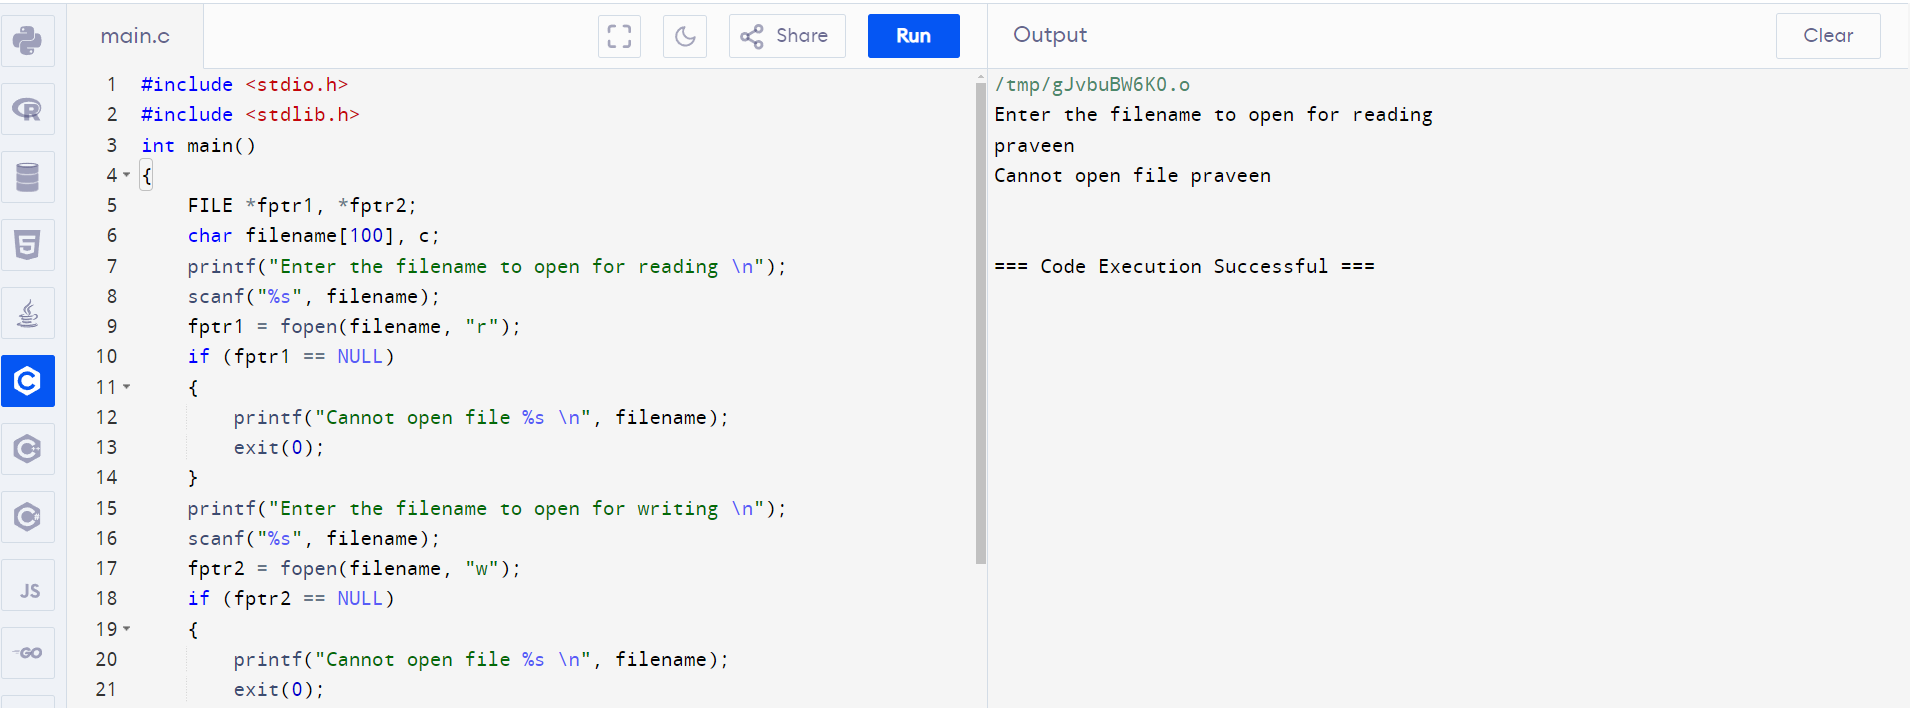 main.c
Share
Run
Output
Clear
1 #include <stdio.h>
2 #include <stdlib.h>
3 int main()
4 {
5     FILE *fptr1, *fptr2;
6     char filename[100], c;
7     printf("Enter the filename to open for reading \n");
8     scanf("%s", filename);
9     fptr1 = fopen(filename, "r");
10     if (fptr1 == NULL)
11     {
12         printf("Cannot open file %s \n", filename);
13         exit(0);
14     }
15     printf("Enter the filename to open for writing \n");
16     scanf("%s", filename);
17     fptr2 = fopen(filename, "w");
18     if (fptr2 == NULL)
19     {
20         printf("Cannot open file %s \n", filename);
21         exit(0);
/tmp/gJvbuBW6K0.o
Enter the filename to open for reading
praveen
Cannot open file praveen
=== Code Execution Successful ===
R
5
C
C++
C#
JS
GO